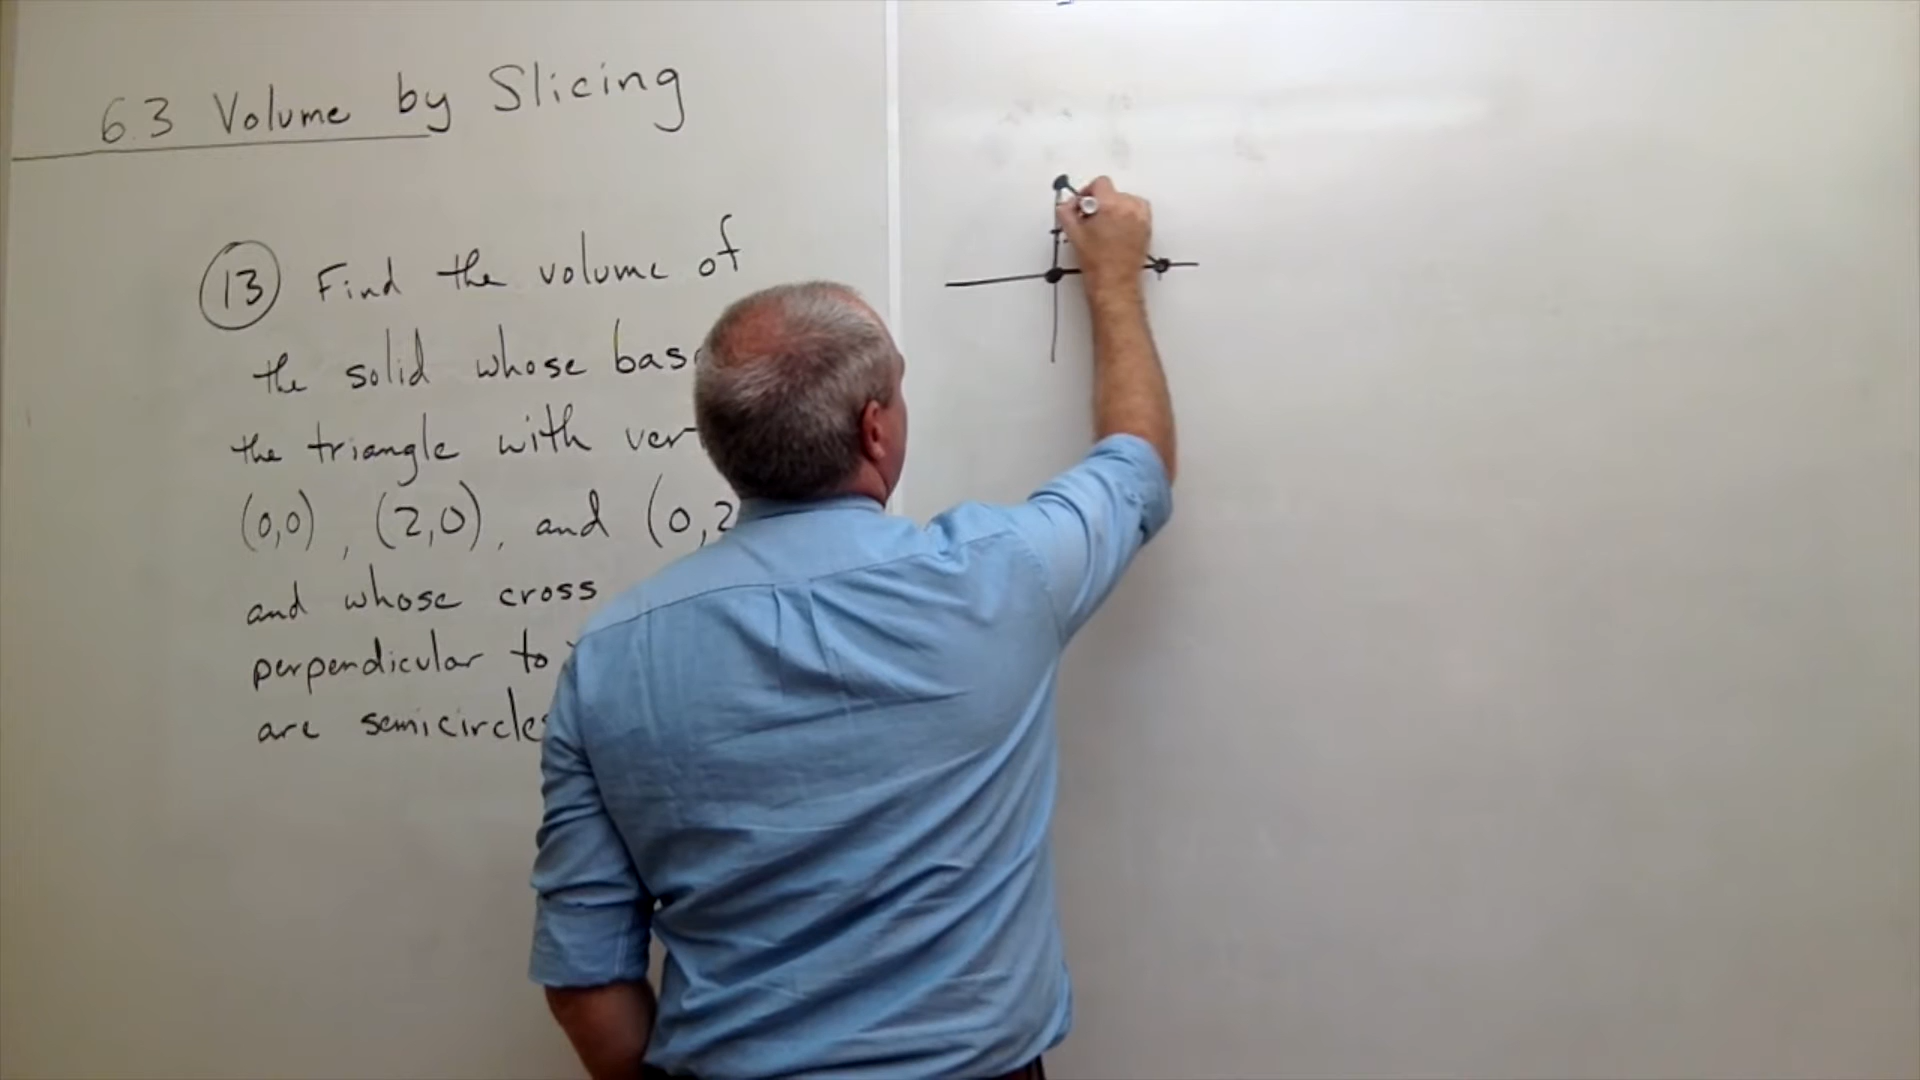 6.3 Volume by Slicing
13 Find the volume of
the solid whose bas
the triangle with ver
(0,0), (2,0), and (0,2
and whose cross
perpendicular to
are semicircles